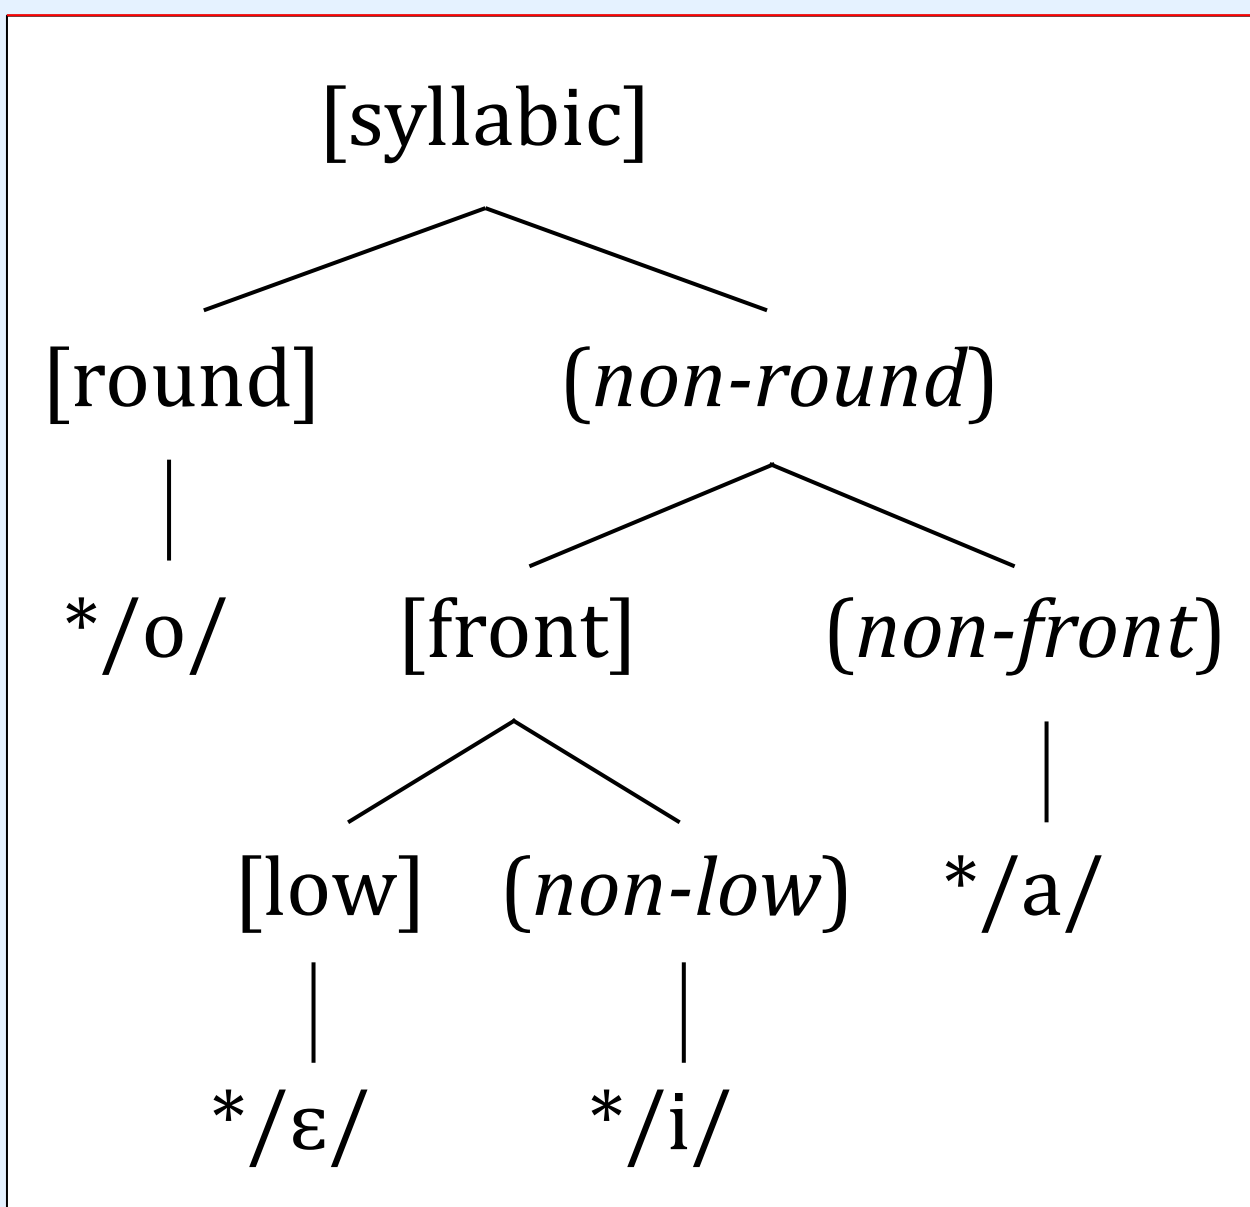 [syllabic]
[round] (non-round)
*/o/ [front] (non-front)
[low] (non-low) */a/
*/ɛ/ */i/